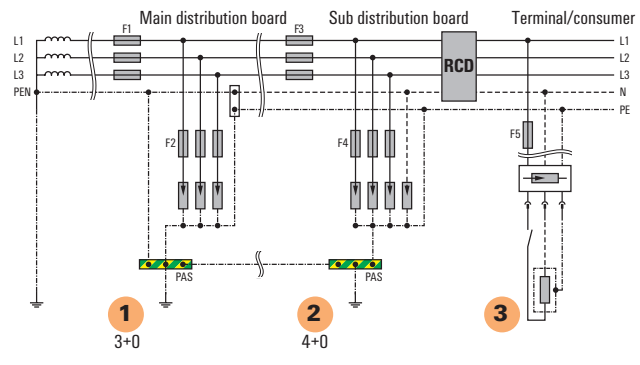 Main distribution board Sub distribution board Terminal/consumer
F1 F3
L1 L1
L2 L2
RCD
L3 L3
PEN N
PE
F2 F4 F5
PAS PAS
1 2 3
3+0 4+0